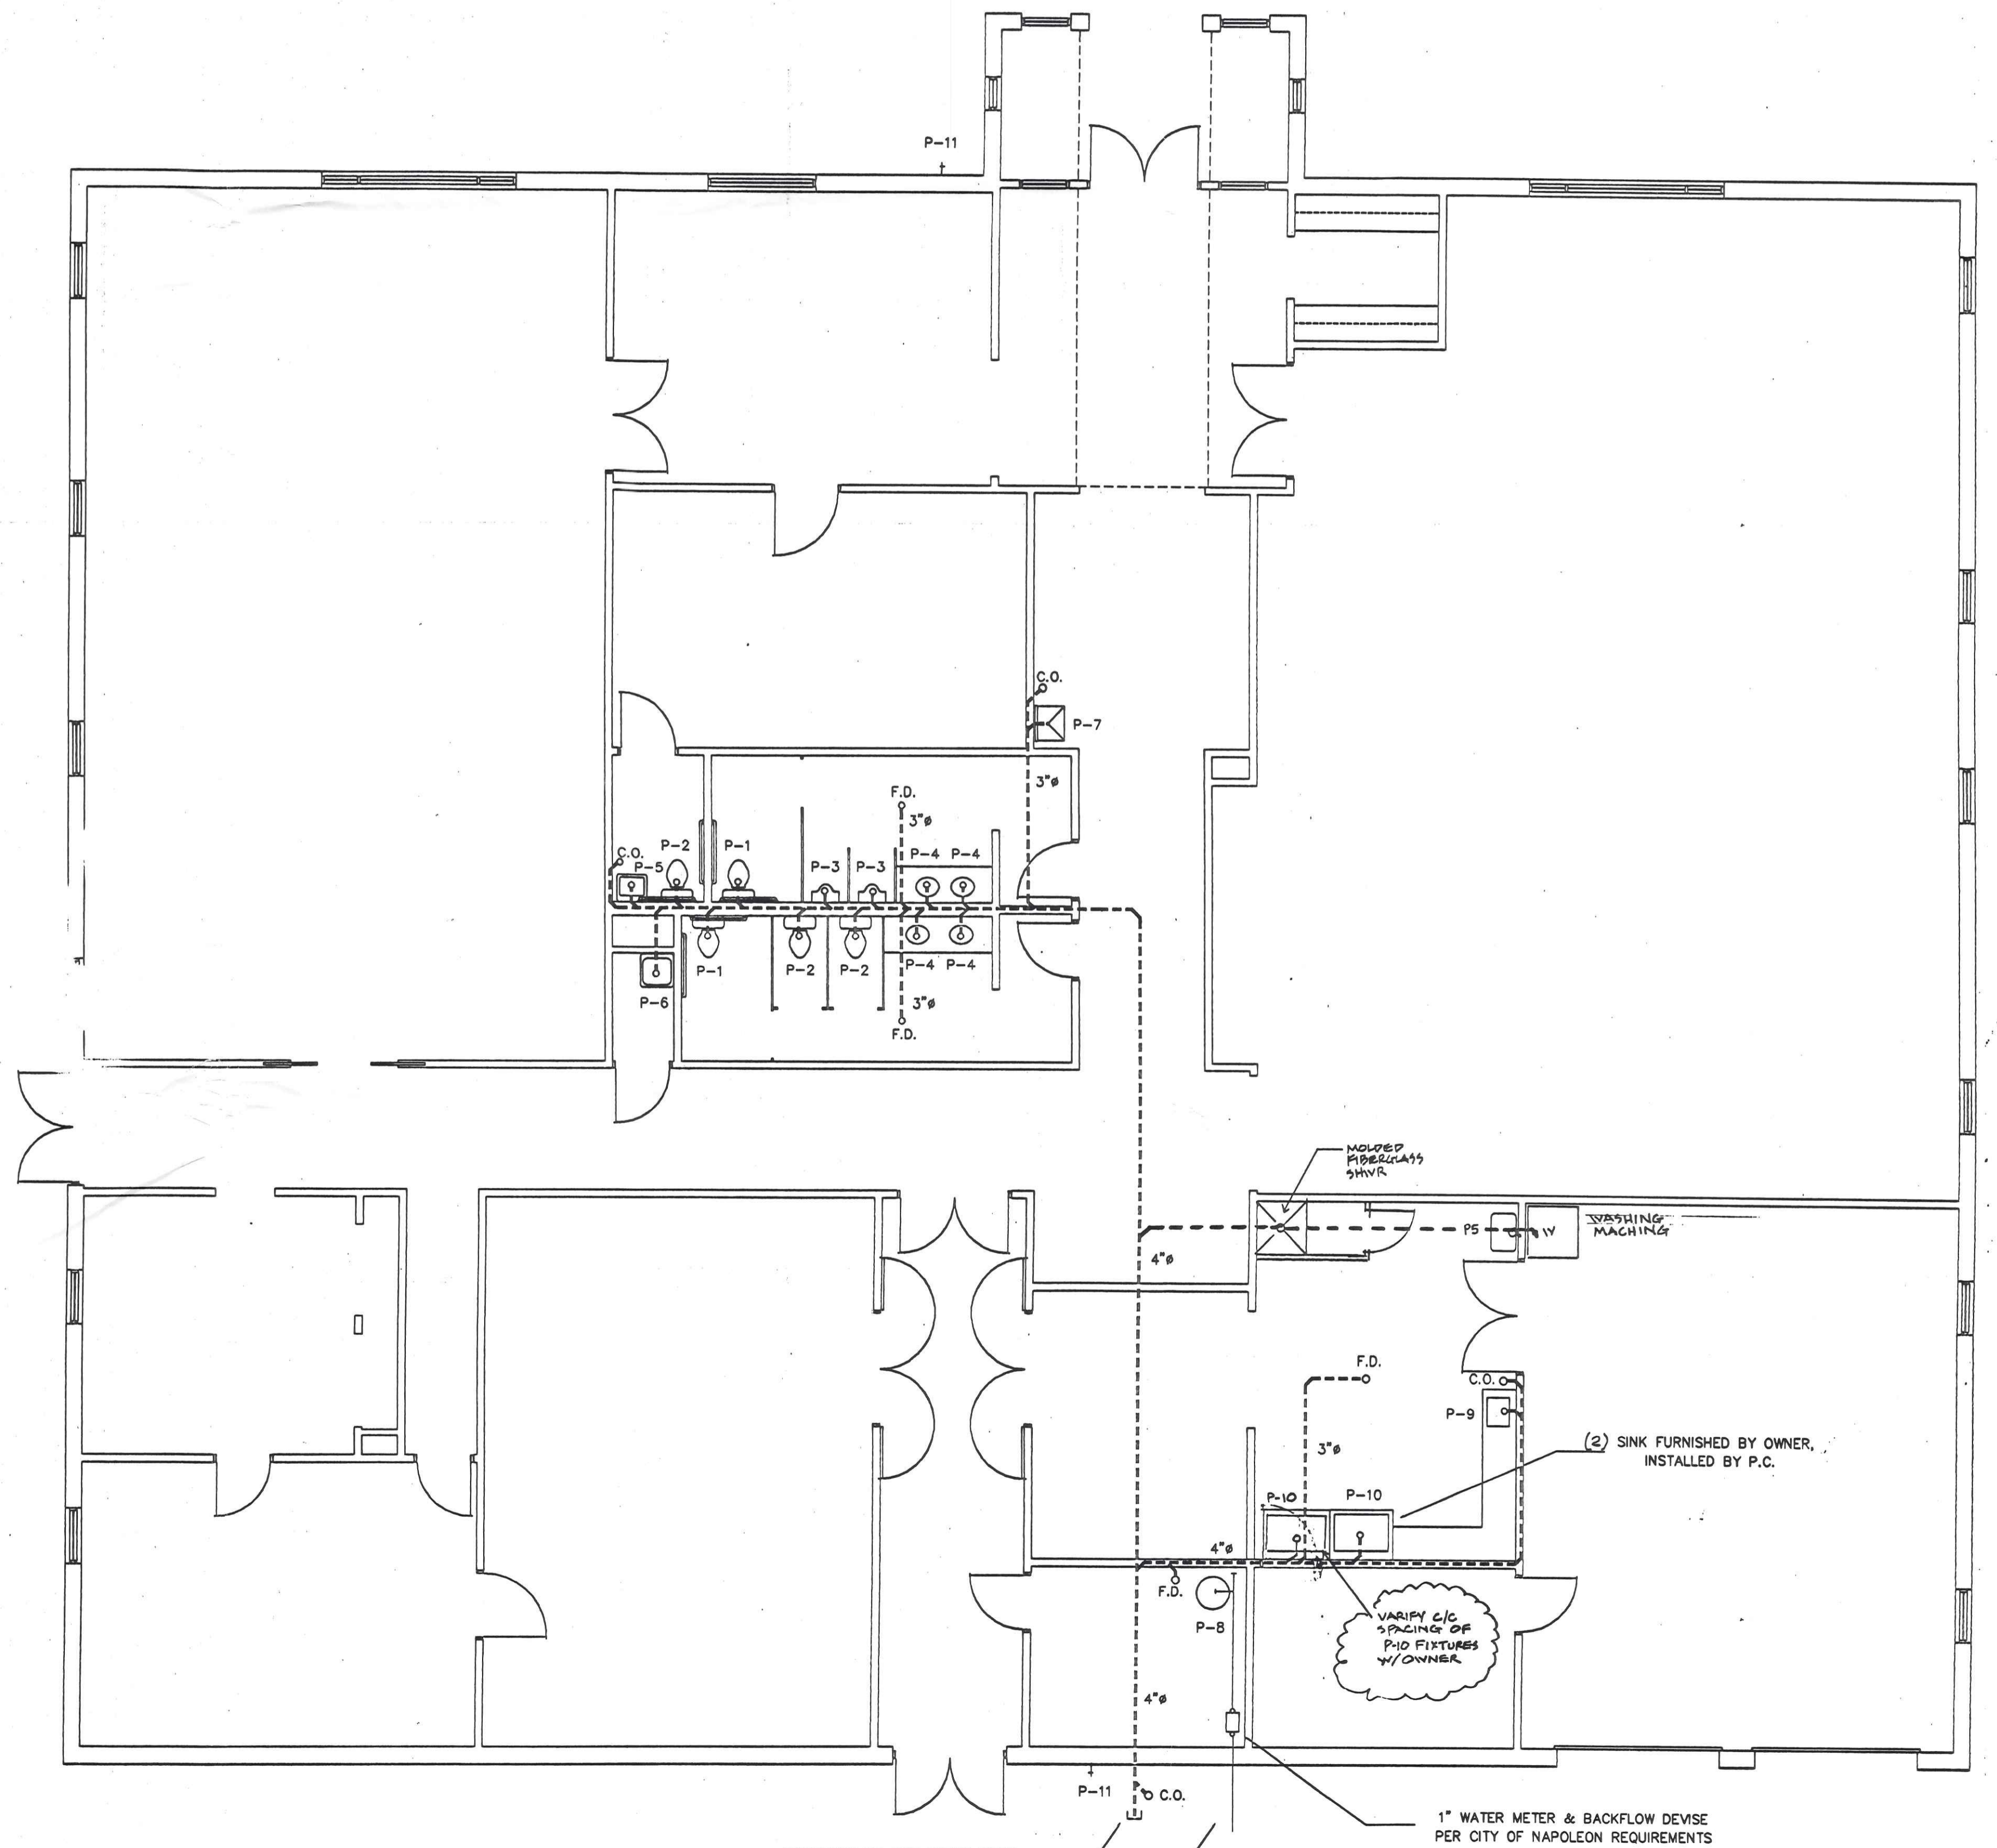 P-11
C.O.
P-7
3"ø
F.D.
3"ø
C.O.
P-5
P-2
P-1
P-3
P-3
P-4
P-4
P-6
P-1
P-2
P-2
P-4
P-4
3"ø
F.D.
MOLDED
FIBERGLASS
SHWR
4"ø
P5
W
WASHING
MACHING
F.D.
C.O.
P-9
3"ø
(2) SINK FURNISHED BY OWNER,
INSTALLED BY P.C.
P-10
P-10
4"ø
F.D.
P-8
VARIFY C/C
SPACING OF
P-10 FIXTURES
W/OWNER
4"ø
P-11
C.O.
1" WATER METER & BACKFLOW DEVISE
PER CITY OF NAPOLEON REQUIREMENTS